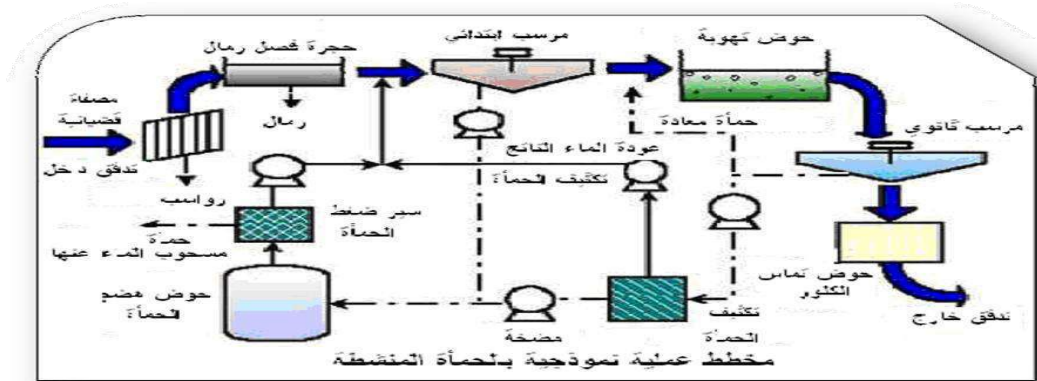 حوض تهوية
مرسب ابتدائي
حجرة فصل رمال
مصفاة
قضبانية
رمال
حمأة معادة
مرسب ثانوي
تدفق دخل
عودة الماء الناتج
تكثيف الحمأة
رواسب
سير ضغط
الحمأة
حمأة
مسحوب الماء عنها
حوض تماس
الكلور
حوض هضم
الحمأة
تكثيف
الحمأة
تدفق خارج
مضخة
مخطط عملية نموذجية بالحمأة المنشطة